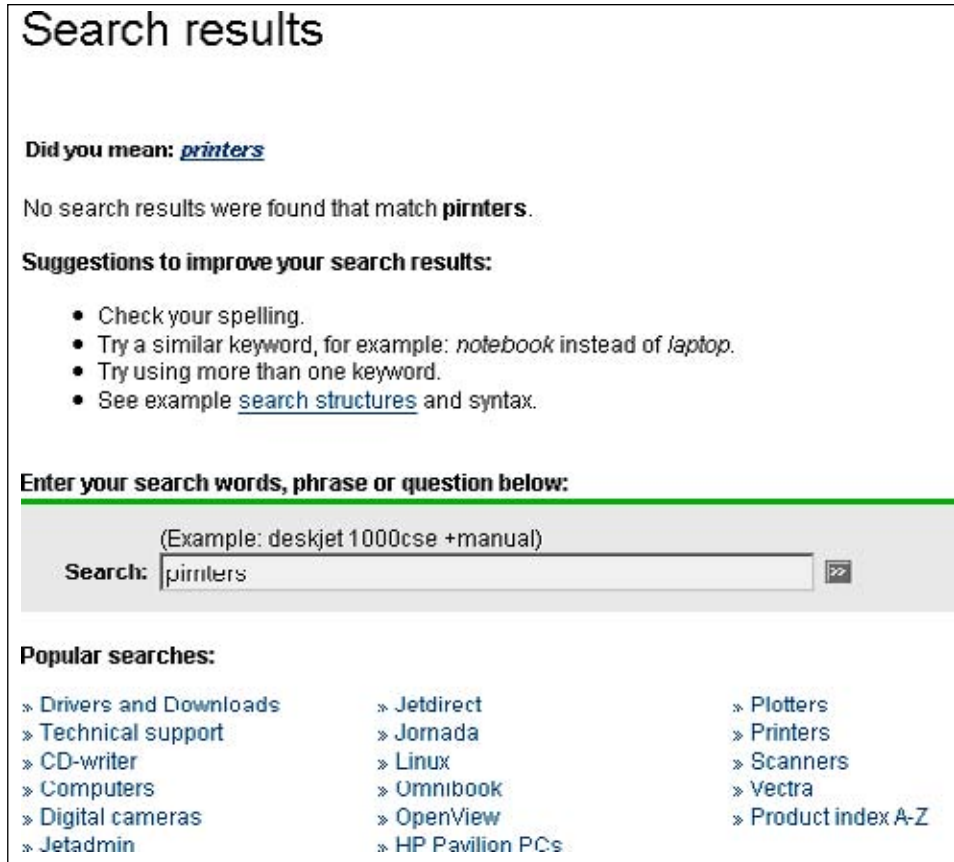 Search results
Did you mean: printers
No search results were found that match pirnters.
Suggestions to improve your search results:
• Check your spelling.
• Try a similar keyword, for example: notebook instead of laptop.
• Try using more than one keyword.
• See example search structures and syntax.
Enter your search words, phrase or question below:
(Example: deskjet 1000cse +manual)
Search: pirnters >>
Popular searches:
» Drivers and Downloads » Jetdirect » Plotters
» Technical support » Jornada » Printers
» CD-writer » Linux » Scanners
» Computers » Omnibook » Vectra
» Digital cameras » OpenView » Product index A-Z
» Jetadmin » HP Pavilion PCs